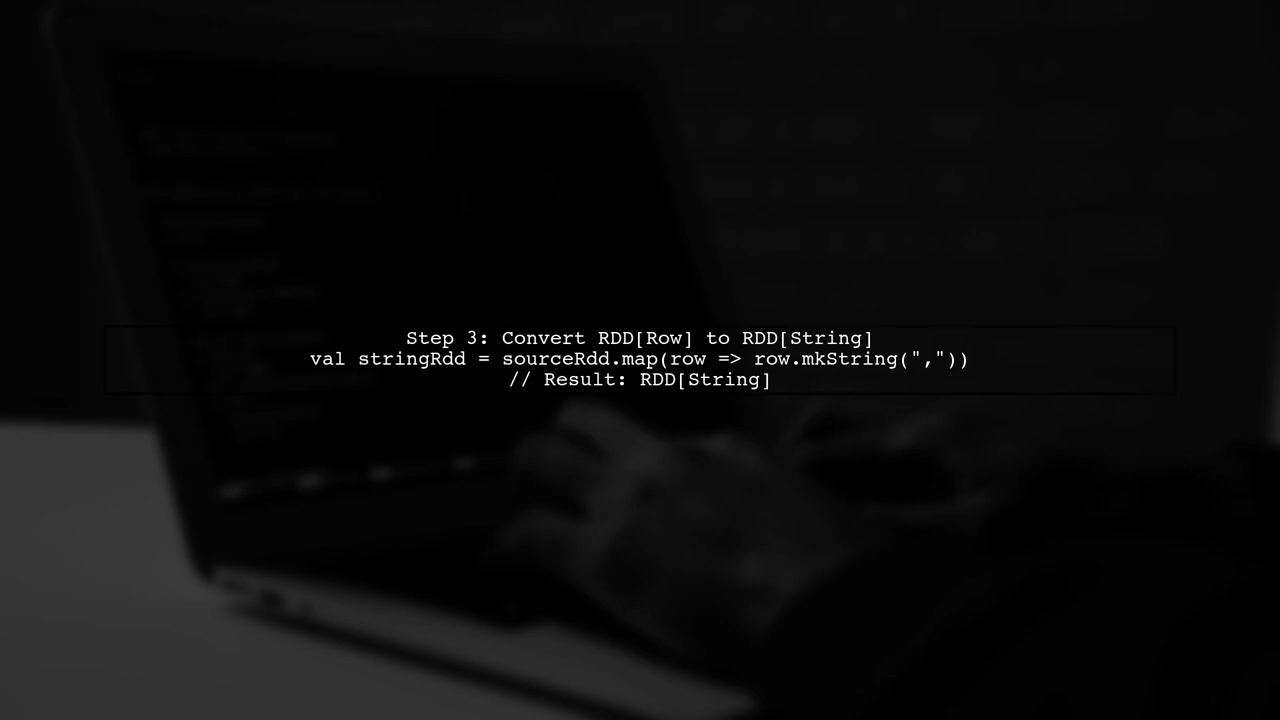 Step 3: Convert RDD[Row] to RDD[String]
val stringRdd = sourceRdd.map(row => row.mkString(","))
// Result: RDD[String]